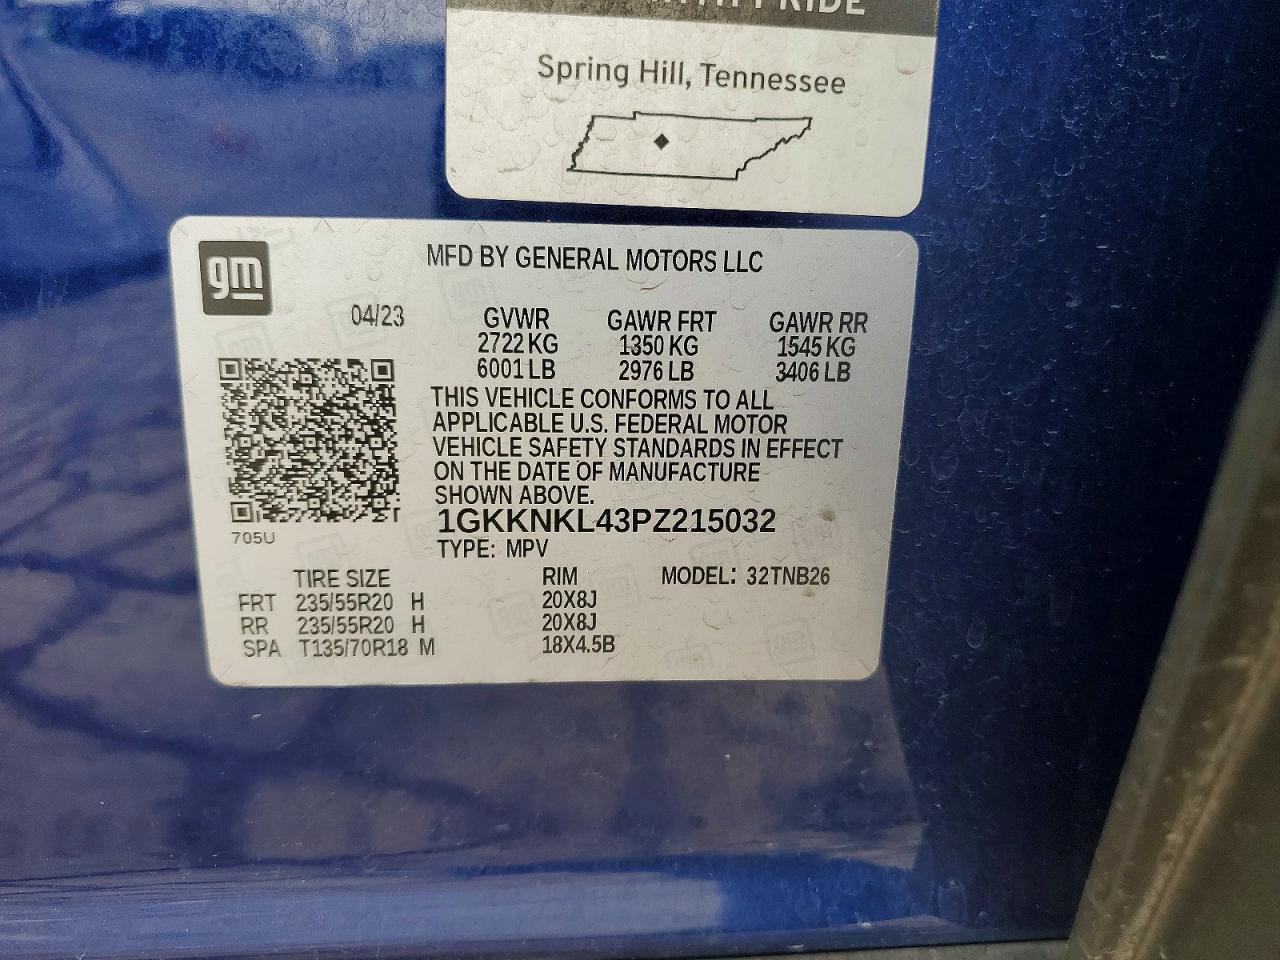 PRIDE
Spring Hill, Tennessee
gm
MFD BY GENERAL MOTORS LLC
04/23
GVWR GAWR FRT GAWR RR
2722 KG 1350 KG 1545 KG
6001 LB 2976 LB 3406 LB
THIS VEHICLE CONFORMS TO ALL
APPLICABLE U.S. FEDERAL MOTOR
VEHICLE SAFETY STANDARDS IN EFFECT
ON THE DATE OF MANUFACTURE
SHOWN ABOVE.
1GKKNKL43PZ215032
705U
TYPE: MPV
TIRE SIZE RIM MODEL: 32TNB26
FRT 235/55R20 H 20X8J
RR 235/55R20 H 20X8J
SPA T135/70R18 M 18X4.5B